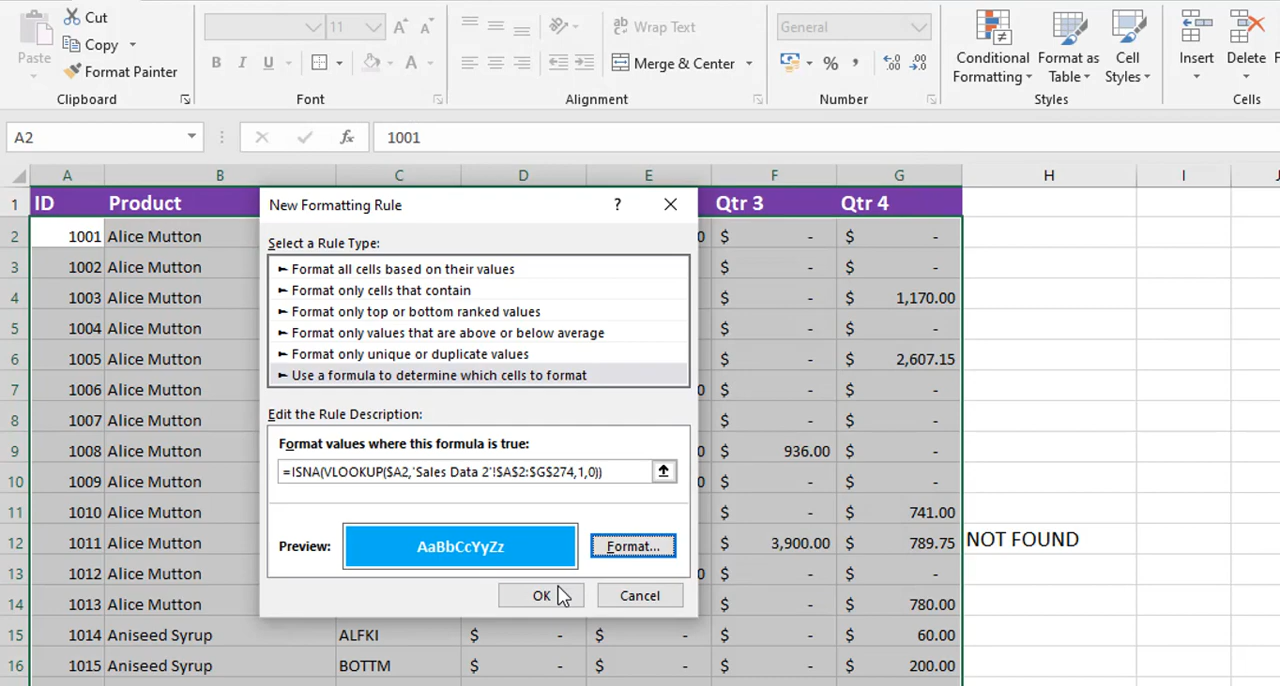 Cut
Copy
Format Painter
Paste
Clipboard
11
A A
B I U A
Font
ab Wrap Text
Merge & Center
Alignment
General
% ,
Number
Conditional Formatting
Format as Table
Cell Styles
Styles
Insert
Delete
F
Cells
A2
fx
1001
A B C D E F G H I J
1 ID Product Qtr 3 Qtr 4
2 1001 Alice Mutton 0 $ - $ -
3 1002 Alice Mutton $ - $ -
4 1003 Alice Mutton $ - $ 1,170.00
5 1004 Alice Mutton $ - $ -
6 1005 Alice Mutton $ - $ 2,607.15
7 1006 Alice Mutton 0 $ - $ -
8 1007 Alice Mutton $ - $ -
9 1008 Alice Mutton $ 936.00 $ -
10 1009 Alice Mutton 0 $ - $ -
11 1010 Alice Mutton $ - $ 741.00
12 1011 Alice Mutton $ 3,900.00 $ 789.75 NOT FOUND
13 1012 Alice Mutton 0 $ - $ -
14 1013 Alice Mutton $ - $ 780.00
15 1014 Aniseed Syrup ALFKI $ - $ - $ - $ 60.00
16 1015 Aniseed Syrup BOTTM $ - $ - $ - $ 200.00
New Formatting Rule ?
Select a Rule Type:
► Format all cells based on their values
► Format only cells that contain
► Format only top or bottom ranked values
► Format only values that are above or below average
► Format only unique or duplicate values
► Use a formula to determine which cells to format
Edit the Rule Description:
Format values where this formula is true:
=ISNA(VLOOKUP($A2,'Sales Data 2'!$A$2:$G$274,1,0))
Preview:
AaBbCcYyZz
Format...
OK
Cancel